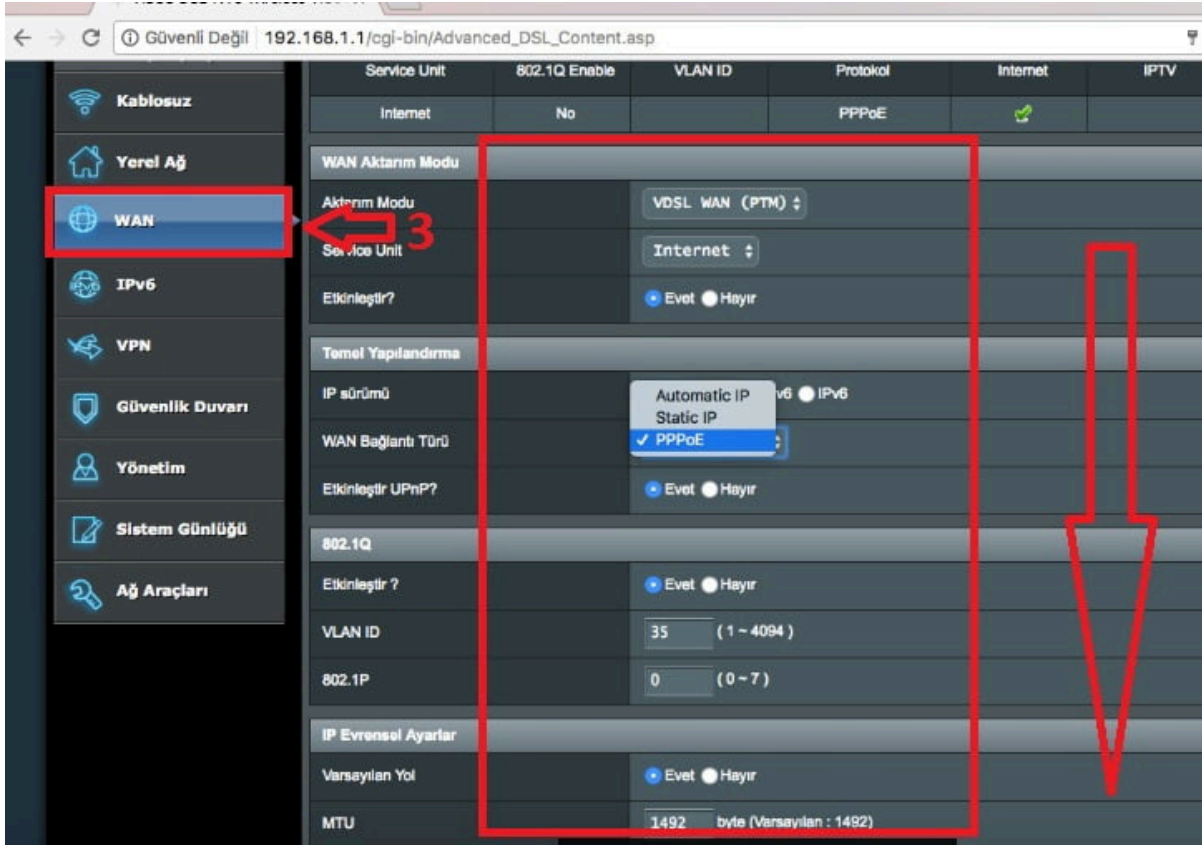 Güvenli Değil 192.168.1.1/cgi-bin/Advanced_DSL_Content.asp
Service Unit 802.1Q Enable VLAN ID Protokol Internet IPTV
Internet No PPPoE
Kablosuz
Yerel Ağ
WAN
3
IPv6
VPN
Güvenlik Duvarı
Yönetim
Sistem Günlüğü
Ağ Araçları
WAN Aktarım Modu
Aktarım Modu VDSL WAN (PTM)
Service Unit Internet
Etkinleştir? Evet Hayır
Temel Yapılandırma
IP sürümü v6 IPv6
Automatic IP
Static IP
WAN Bağlantı Türü PPPoE
Etkinleştir UPnP? Evet Hayır
802.1Q
Etkinleştir ? Evet Hayır
VLAN ID 35 ( 1 ~ 4094 )
802.1P 0 ( 0 ~ 7 )
IP Evrensel Ayarlar
Varsayılan Yol Evet Hayır
MTU 1492 byte (Varsayılan : 1492)